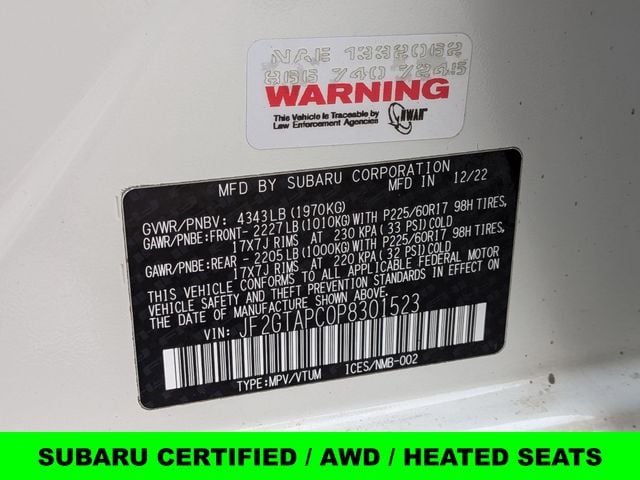 NAE 1332062
866 740 7245
WARNING
This Vehicle is Traceable by
Law Enforcement Agencies
NWAN
MFD BY SUBARU CORPORATION
MFD IN 12/22
GVWR/PNBV: 4343LB (1970KG)
GAWR/PNBE:FRONT- 2227LB (1010KG)WITH P225/60R17 98H TIRES,
17X7J RIMS AT 230 KPA (33 PSI) COLD
GAWR/PNBE:REAR - 2205LB (1000KG)WITH P225/60R17 98H TIRES,
17X7J RIMS AT 220 KPA (32 PSI) COLD
THIS VEHICLE CONFORMS TO ALL APPLICABLE FEDERAL MOTOR
VEHICLE SAFETY AND THEFT PREVENTION STANDARDS IN EFFECT ON
THE DATE OF MANUFACTURE SHOWN ABOVE.
VIN: JF2GTAPC0P8301523
TYPE:MPV/VTUM ICES/NMB-002
SUBARU CERTIFIED / AWD / HEATED SEATS